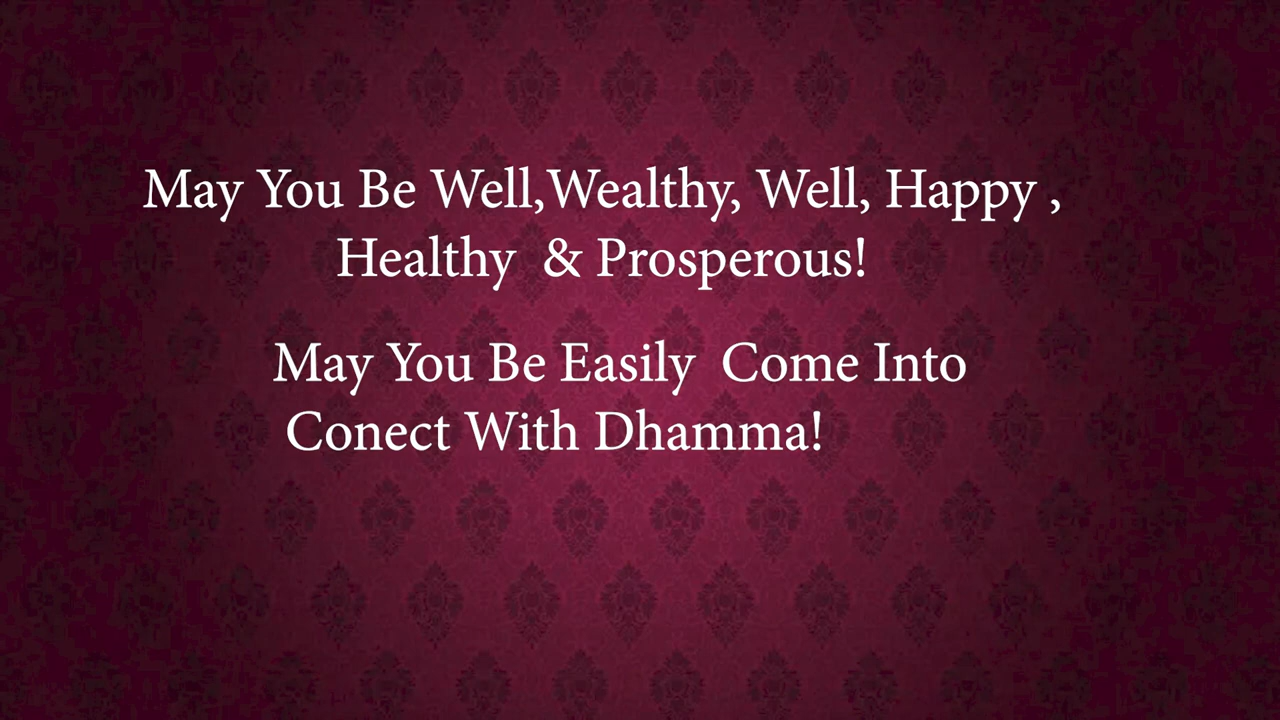 May You Be Well,Wealthy, Well, Happy ,
Healthy & Prosperous!
May You Be Easily Come Into
Conect With Dhamma!